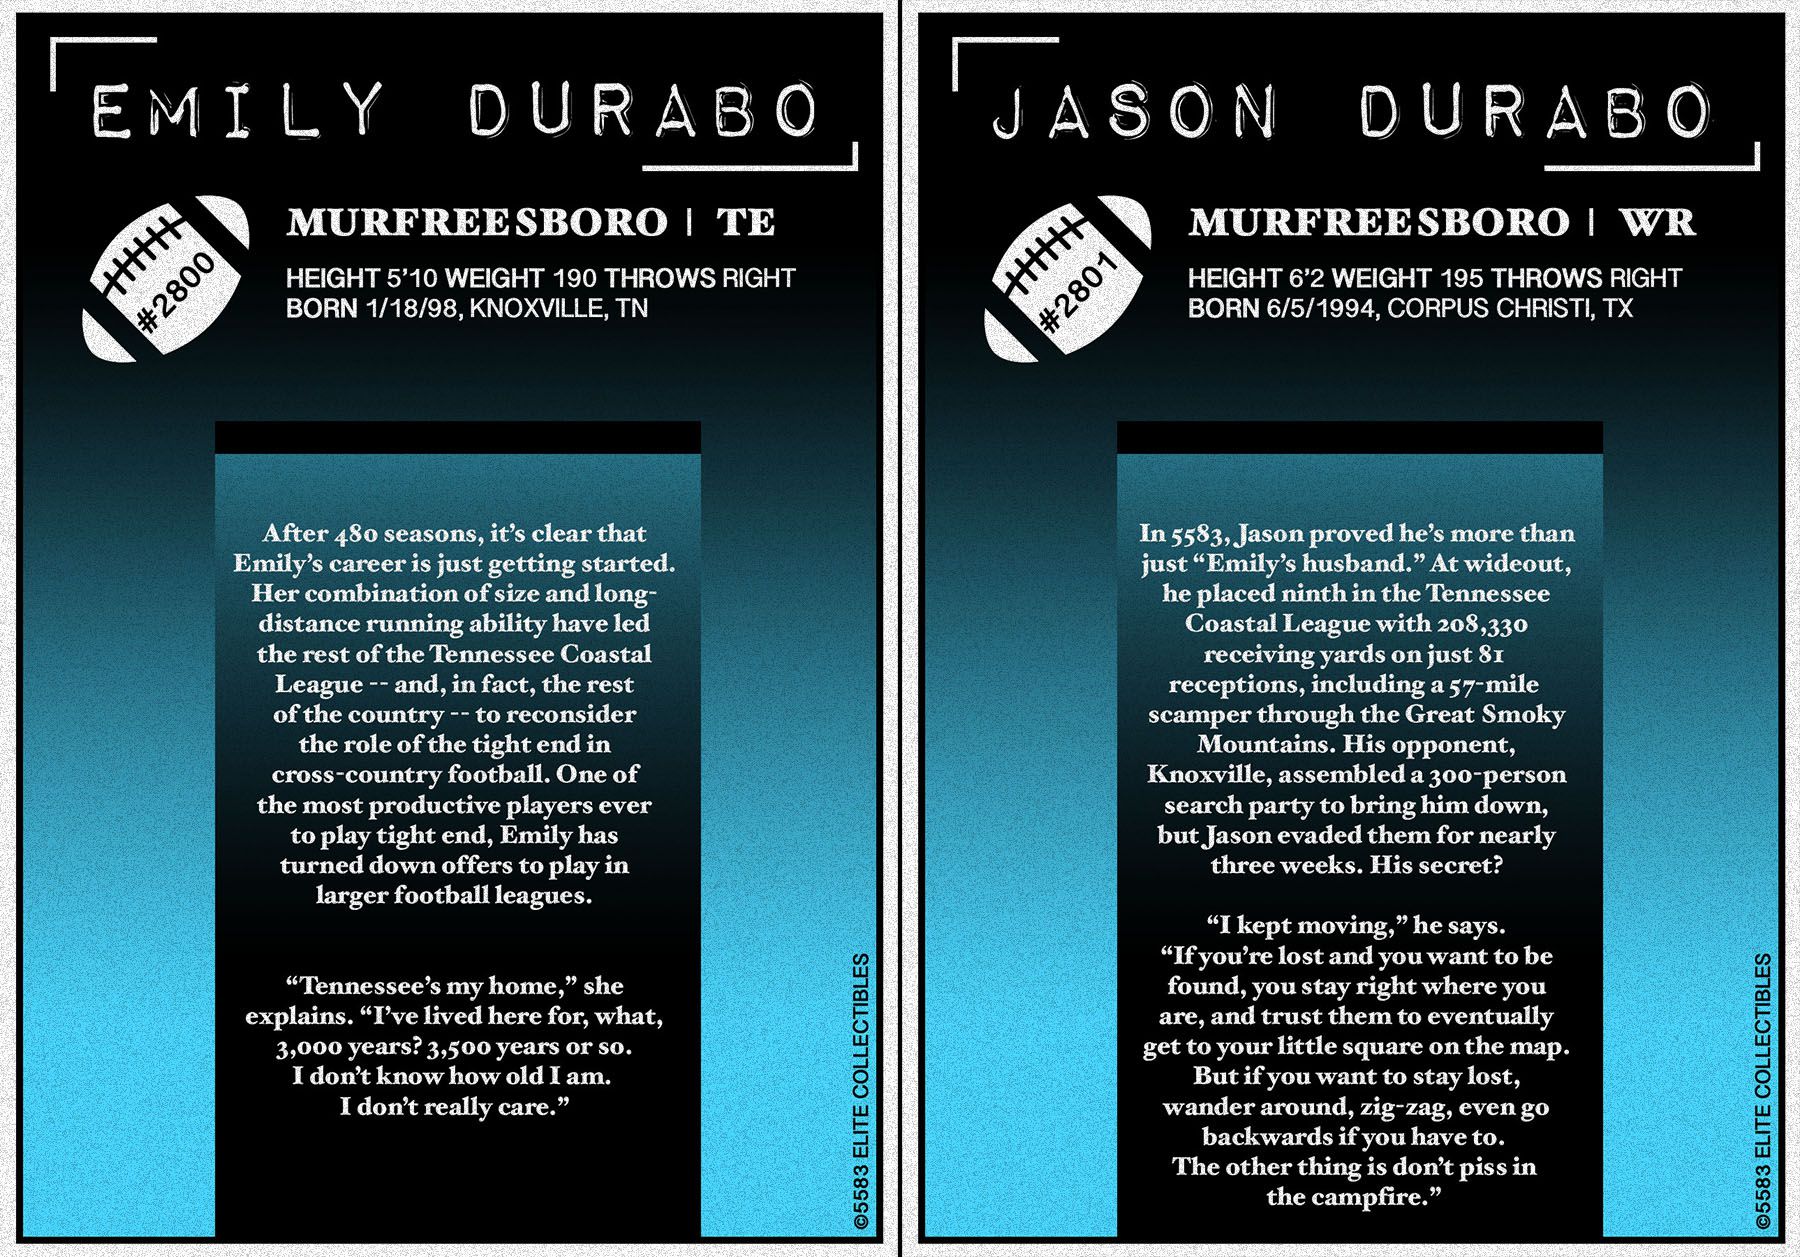 EMILY DURABO
#2800
MURFREESBORO | TE
HEIGHT 5’10 WEIGHT 190 THROWS RIGHT
BORN 1/18/98, KNOXVILLE, TN
After 480 seasons, it’s clear that
Emily’s career is just getting started.
Her combination of size and long-
distance running ability have led
the rest of the Tennessee Coastal
League -- and, in fact, the rest
of the country -- to reconsider
the role of the tight end in
cross-country football. One of
the most productive players ever
to play tight end, Emily has
turned down offers to play in
larger football leagues.
“Tennessee’s my home,” she
explains. “I’ve lived here for, what,
3,000 years? 3,500 years or so.
I don’t know how old I am.
I don’t really care.”
©5583 ELITE COLLECTIBLES
JASON DURABO
#2801
MURFREESBORO | WR
HEIGHT 6’2 WEIGHT 195 THROWS RIGHT
BORN 6/5/1994, CORPUS CHRISTI, TX
In 5583, Jason proved he’s more than
just “Emily’s husband.” At wideout,
he placed ninth in the Tennessee
Coastal League with 208,330
receiving yards on just 81
receptions, including a 57-mile
scamper through the Great Smoky
Mountains. His opponent,
Knoxville, assembled a 300-person
search party to bring him down,
but Jason evaded them for nearly
three weeks. His secret?
“I kept moving,” he says.
“If you’re lost and you want to be
found, you stay right where you
are, and trust them to eventually
get to your little square on the map.
But if you want to stay lost,
wander around, zig-zag, even go
backwards if you have to.
The other thing is don’t piss in
the campfire.”
©5583 ELITE COLLECTIBLES